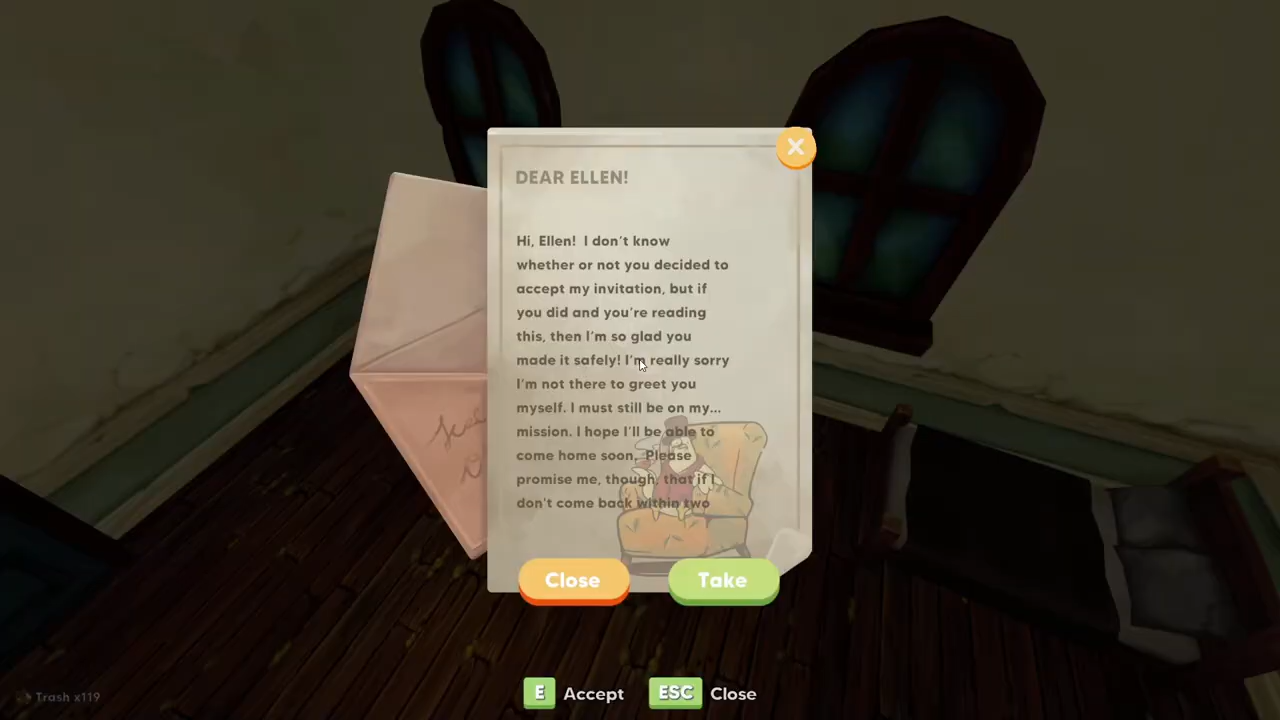 DEAR ELLEN!
Hi, Ellen! I don't know
whether or not you decided to
accept my invitation, but if
you did and you're reading
this, then I'm so glad you
made it safely! I'm really sorry
I'm not there to greet you
myself. I must still be on my...
mission. I hope I'll be able to
come home soon. Please
promise me, though, that if I
don't come back within two
Close
Take
E Accept
ESC Close
Trash x119